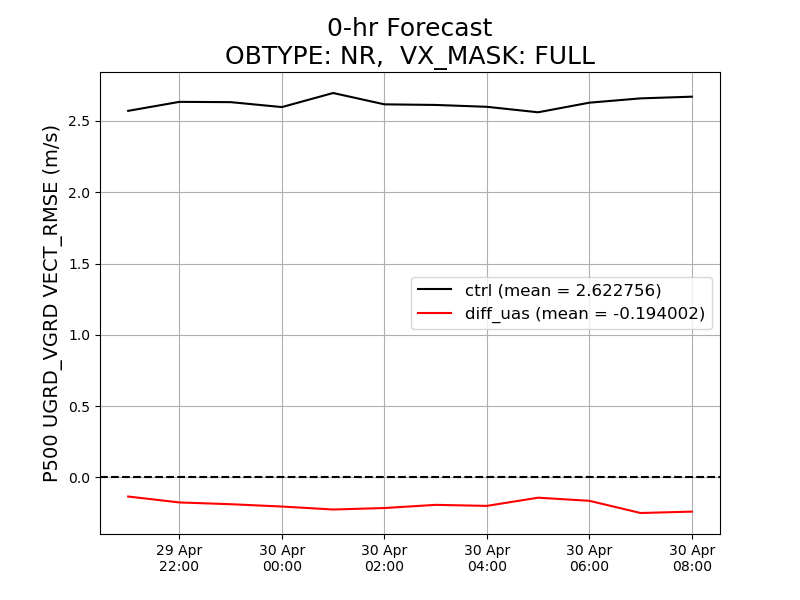 0-hr Forecast
OBTYPE: NR,  VX_MASK: FULL
P500 UGRD_VGRD VECT_RMSE (m/s)
2.5
2.0
1.5
1.0
0.5
0.0
ctrl (mean = 2.622756)
diff_uas (mean = -0.194002)
29 Apr
22:00
30 Apr
00:00
30 Apr
02:00
30 Apr
04:00
30 Apr
06:00
30 Apr
08:00